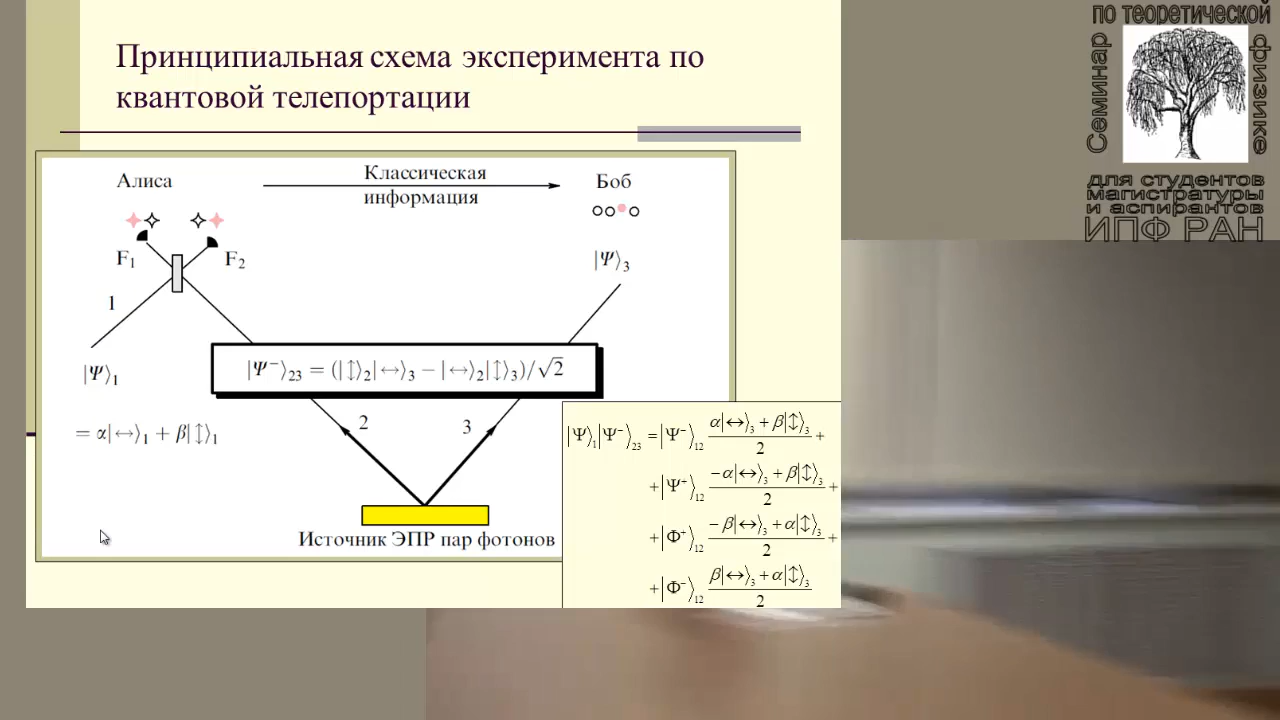 Принципиальная схема эксперимента по
квантовой телепортации
Алиса
Классическая
информация
Боб
F₁
F₂
|Ψ⟩₃
1
|Ψ⟩₁
|Ψ⁻⟩₂₃ = (|↕⟩₂|↔⟩₃ − |↔⟩₂|↕⟩₃)/√2
= α|↔⟩₁ + β|↕⟩₁
2
3
Источник ЭПР пар фотонов
|Ψ⟩₁|Ψ⁻⟩₂₃ = |Ψ⁻⟩₁₂ (α|↔⟩₃ + β|↕⟩₃)/2 +
+|Ψ⁺⟩₁₂ (−α|↔⟩₃ + β|↕⟩₃)/2 +
+|Φ⁺⟩₁₂ (−β|↔⟩₃ + α|↕⟩₃)/2 +
+|Φ⁻⟩₁₂ (β|↔⟩₃ + α|↕⟩₃)/2
Семинар
по теоретической
физике
для студентов
магистратуры
и аспирантов
ИПФ РАН